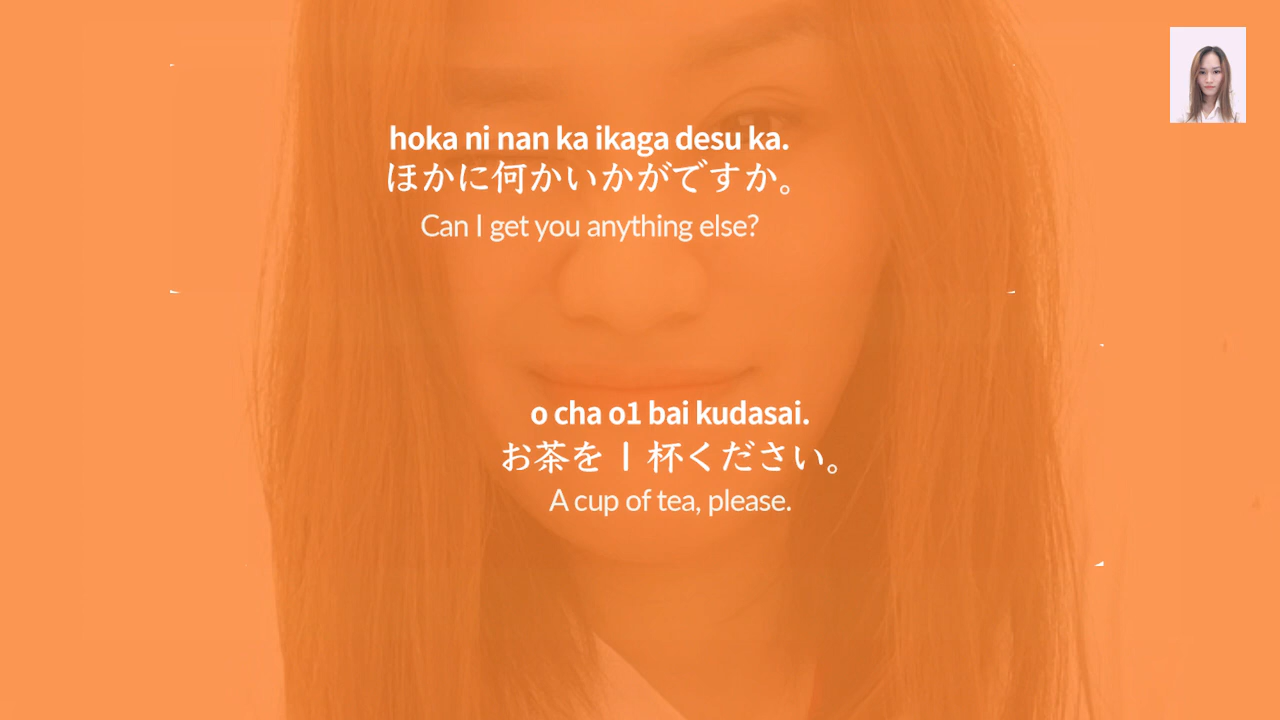 hoka ni nan ka ikaga desu ka.
ほかに何かいかがですか。
Can I get you anything else?
o cha o1 bai kudasai.
お茶を1杯ください。
A cup of tea, please.